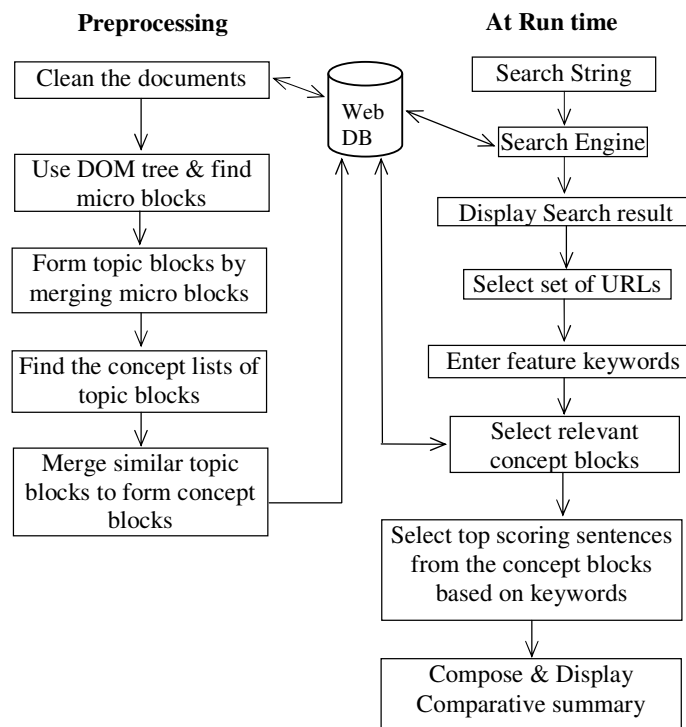 Preprocessing
Clean the documents
Use DOM tree & find
micro blocks
Form topic blocks by
merging micro blocks
Find the concept lists of
topic blocks
Merge similar topic
blocks to form concept
blocks
Web
DB
At Run time
Search String
Search Engine
Display Search result
Select set of URLs
Enter feature keywords
Select relevant
concept blocks
Select top scoring sentences
from the concept blocks
based on keywords
Compose & Display
Comparative summary